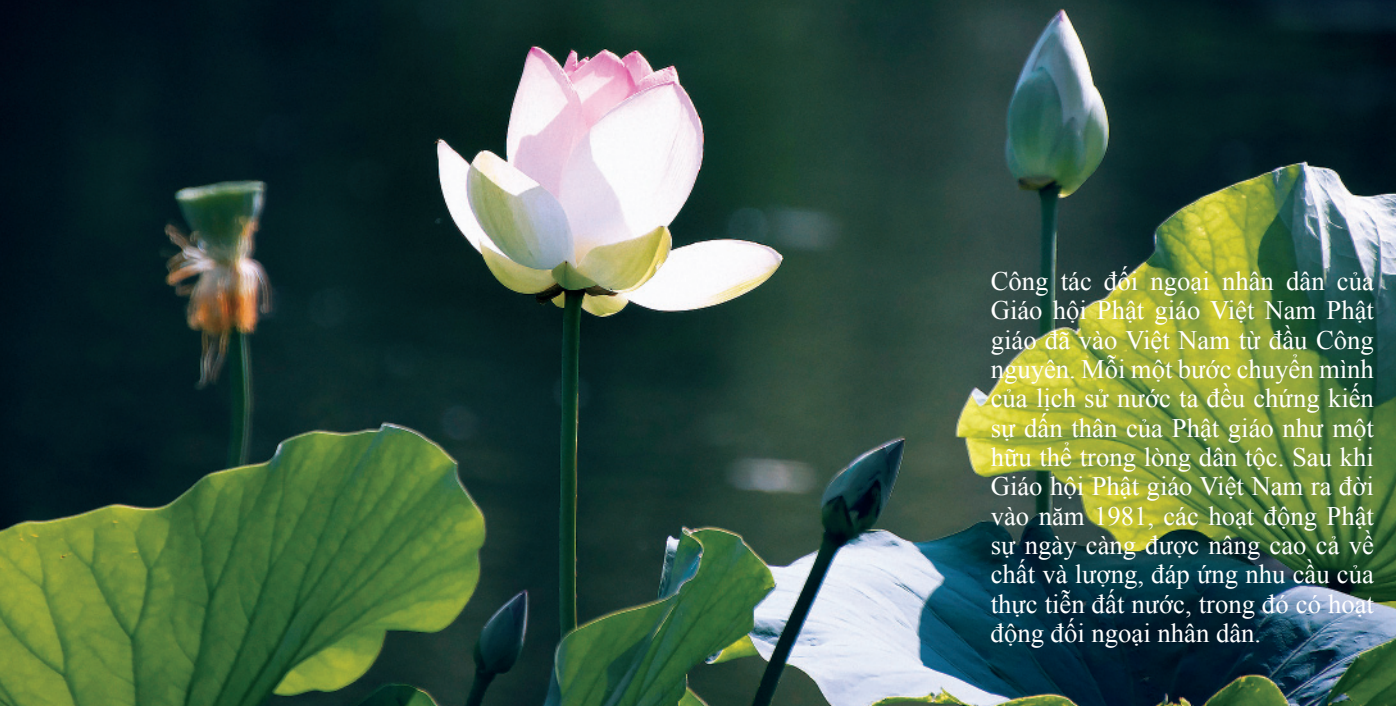 Công tác đối ngoại nhân dân của
Giáo hội Phật giáo Việt Nam Phật
giáo đã vào Việt Nam từ đầu Công
nguyên. Mỗi một bước chuyển mình
của lịch sử nước ta đều chứng kiến
sự dấn thân của Phật giáo như một
hữu thể trong lòng dân tộc. Sau khi
Giáo hội Phật giáo Việt Nam ra đời
vào năm 1981, các hoạt động Phật
sự ngày càng được nâng cao cả về
chất và lượng, đáp ứng nhu cầu của
thực tiễn đất nước, trong đó có hoạt
động đối ngoại nhân dân.